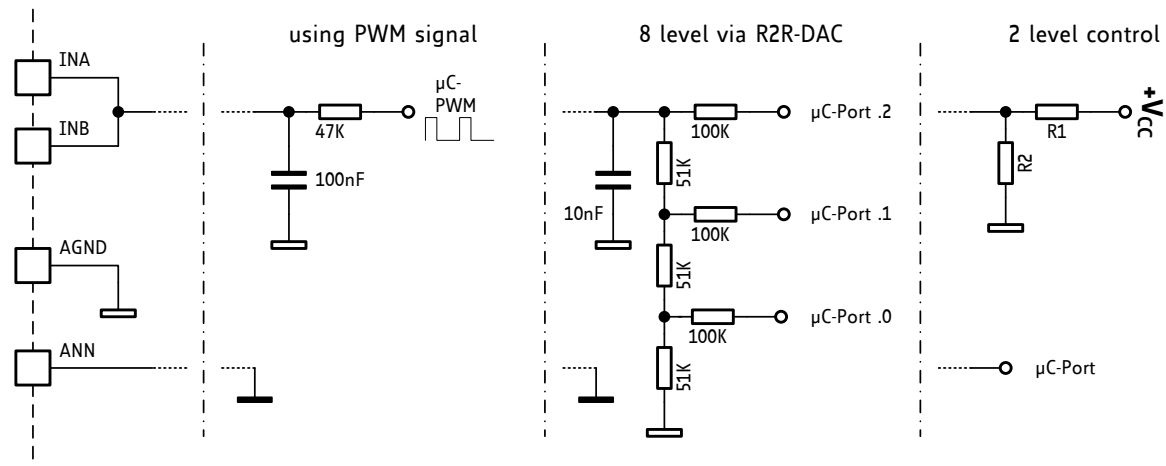 using PWM signal
8 level via R2R-DAC
2 level control
INA
INB
AGND
ANN
µC-
PWM
47K
100nF
µC-Port .2
100K
51K
10nF
µC-Port .1
100K
51K
µC-Port .0
100K
51K
+VCC
R1
R2
µC-Port